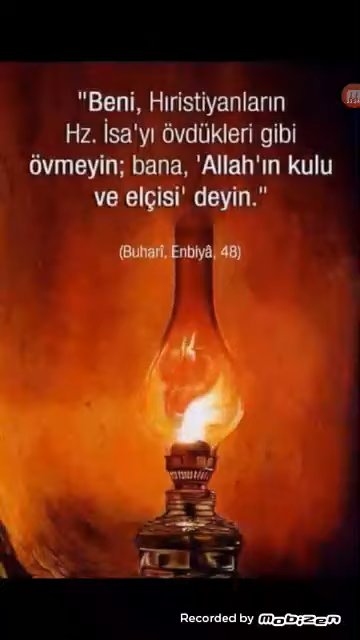 "Beni, Hıristiyanların
Hz. İsa'yı övdükleri gibi
övmeyin; bana, 'Allah'ın kulu
ve elçisi' deyin."
(Buharî, Enbiyâ, 48)
Recorded by mobizen